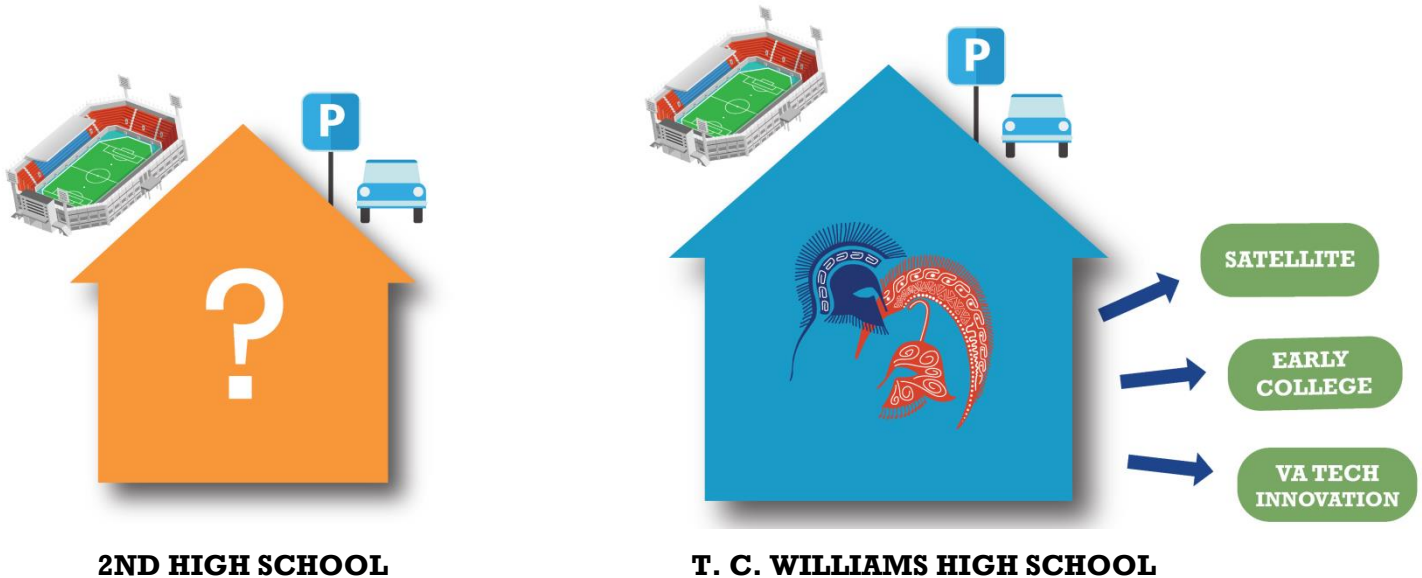 P
P
?
SATELLITE
EARLY
COLLEGE
VA TECH
INNOVATION
2ND HIGH SCHOOL
T. C. WILLIAMS HIGH SCHOOL